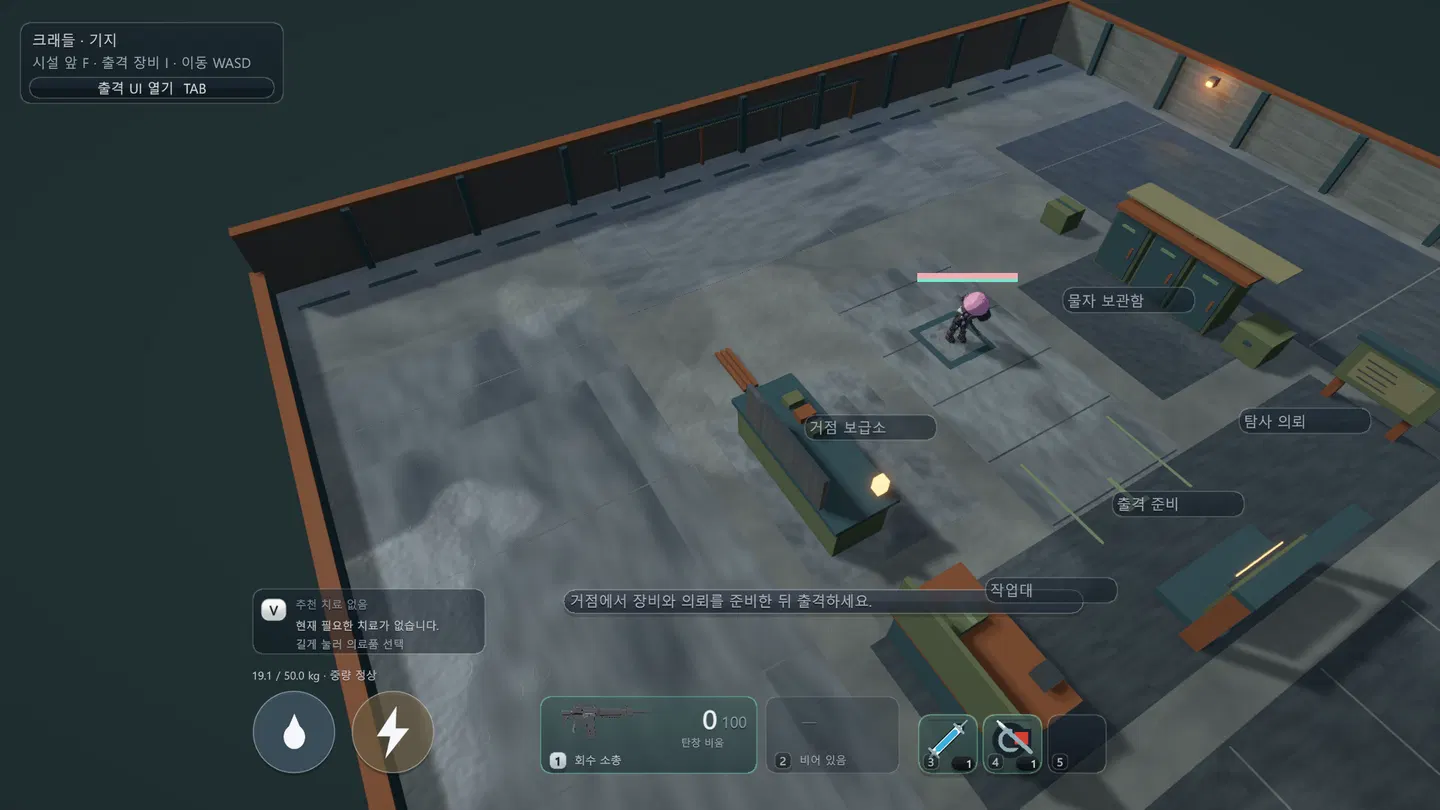 크래들 · 기지
시설 앞 F · 출격 장비 I · 이동 WASD
출격 UI 열기 TAB
물자 보관함
거점 보급소
탐사 의뢰
출격 준비
작업대
거점에서 장비와 의뢰를 준비한 뒤 출격하세요.
V
추천 치료 없음
현재 필요한 치료가 없습니다.
길게 눌러 의료품 선택
19.1 / 50.0 kg · 중량 정상
0 100
탄창 비움
1 회수 소총
—
2 비어 있음
3 1
4 1
5